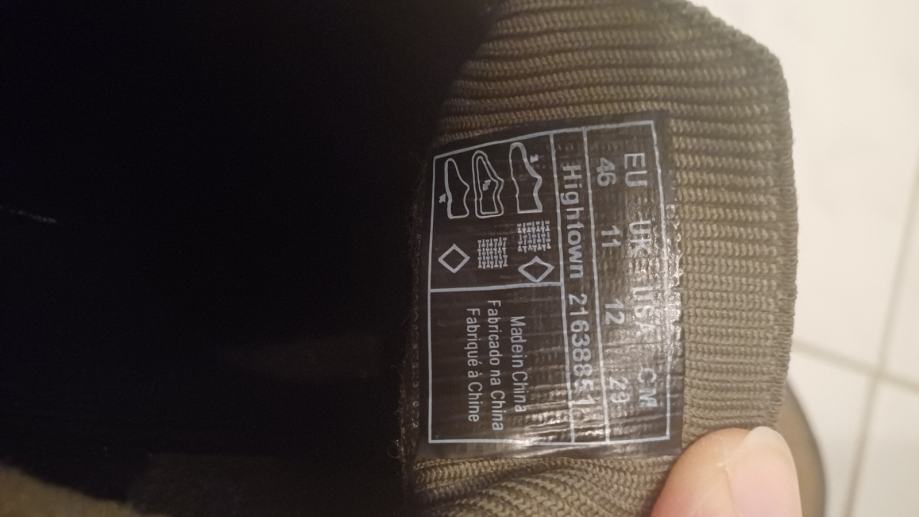 EU UK USA CM
46 11 12 29
Hightown 21638851
Made in China
Fabricado na China
Fabriqué à Chine